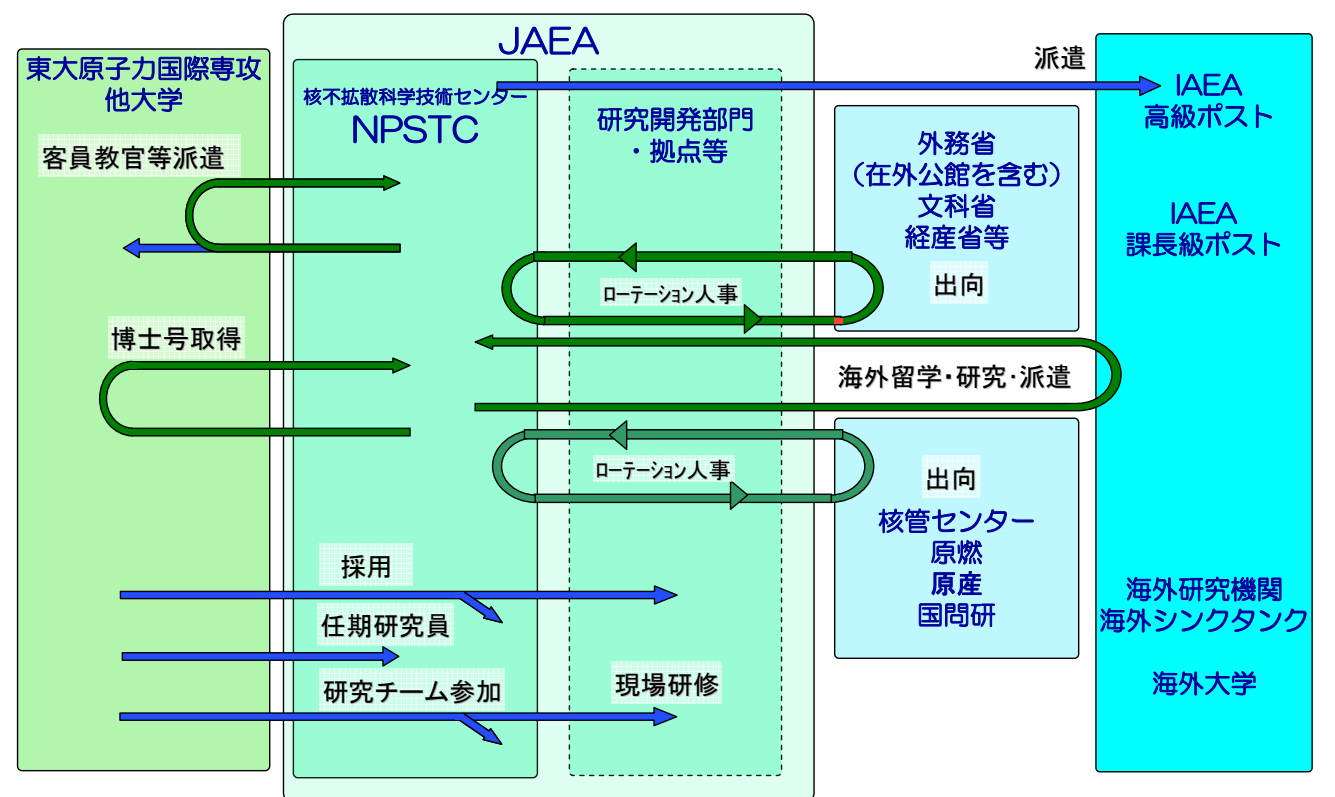 JAEA
東大原子力国際専攻
他大学
客員教官等派遣
博士号取得
核不拡散科学技術センター
NPSTC
採用
任期研究員
研究チーム参加
研究開発部門
・拠点等
ローテーション人事
ローテーション人事
現場研修
派遣
外務省
（在外公館を含む）
文科省
経産省等
出向
海外留学・研究・派遣
出向
核管センター
原燃
原産
国問研
IAEA
高級ポスト
IAEA
課長級ポスト
海外研究機関
海外シンクタンク
海外大学